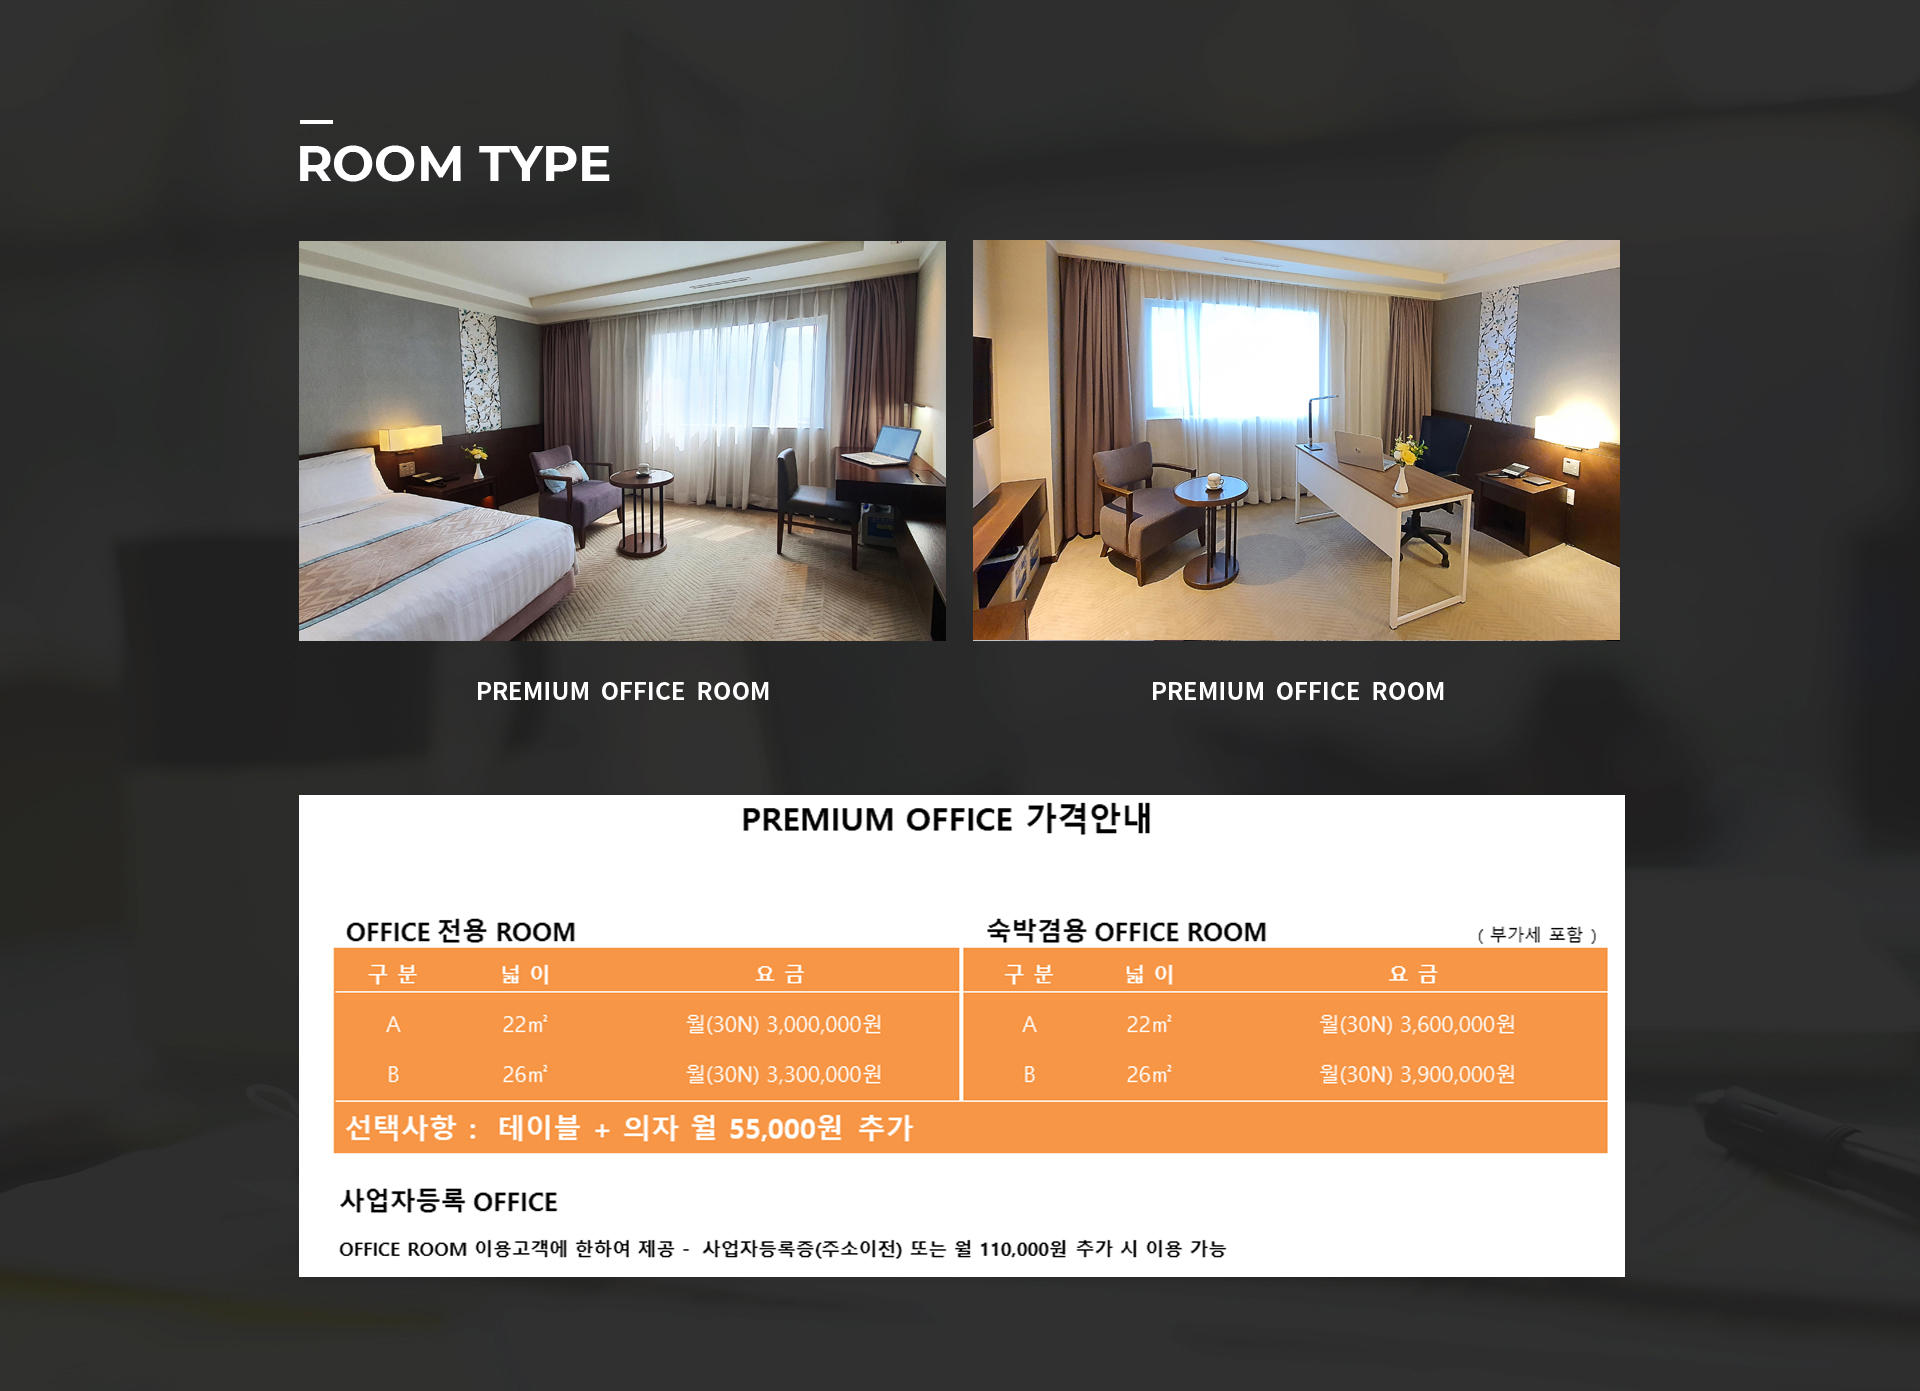 ROOM TYPE
PREMIUM OFFICE ROOM
PREMIUM OFFICE ROOM
PREMIUM OFFICE 가격안내
OFFICE 전용 ROOM
숙박겸용 OFFICE ROOM ( 부가세 포함 )
구 분 넓 이 요 금 구 분 넓 이 요 금
A 22㎡ 월(30N) 3,000,000원 A 22㎡ 월(30N) 3,600,000원
B 26㎡ 월(30N) 3,300,000원 B 26㎡ 월(30N) 3,900,000원
선택사항 : 테이블 + 의자 월 55,000원 추가
사업자등록 OFFICE
OFFICE ROOM 이용고객에 한하여 제공 - 사업자등록증(주소이전) 또는 월 110,000원 추가 시 이용 가능